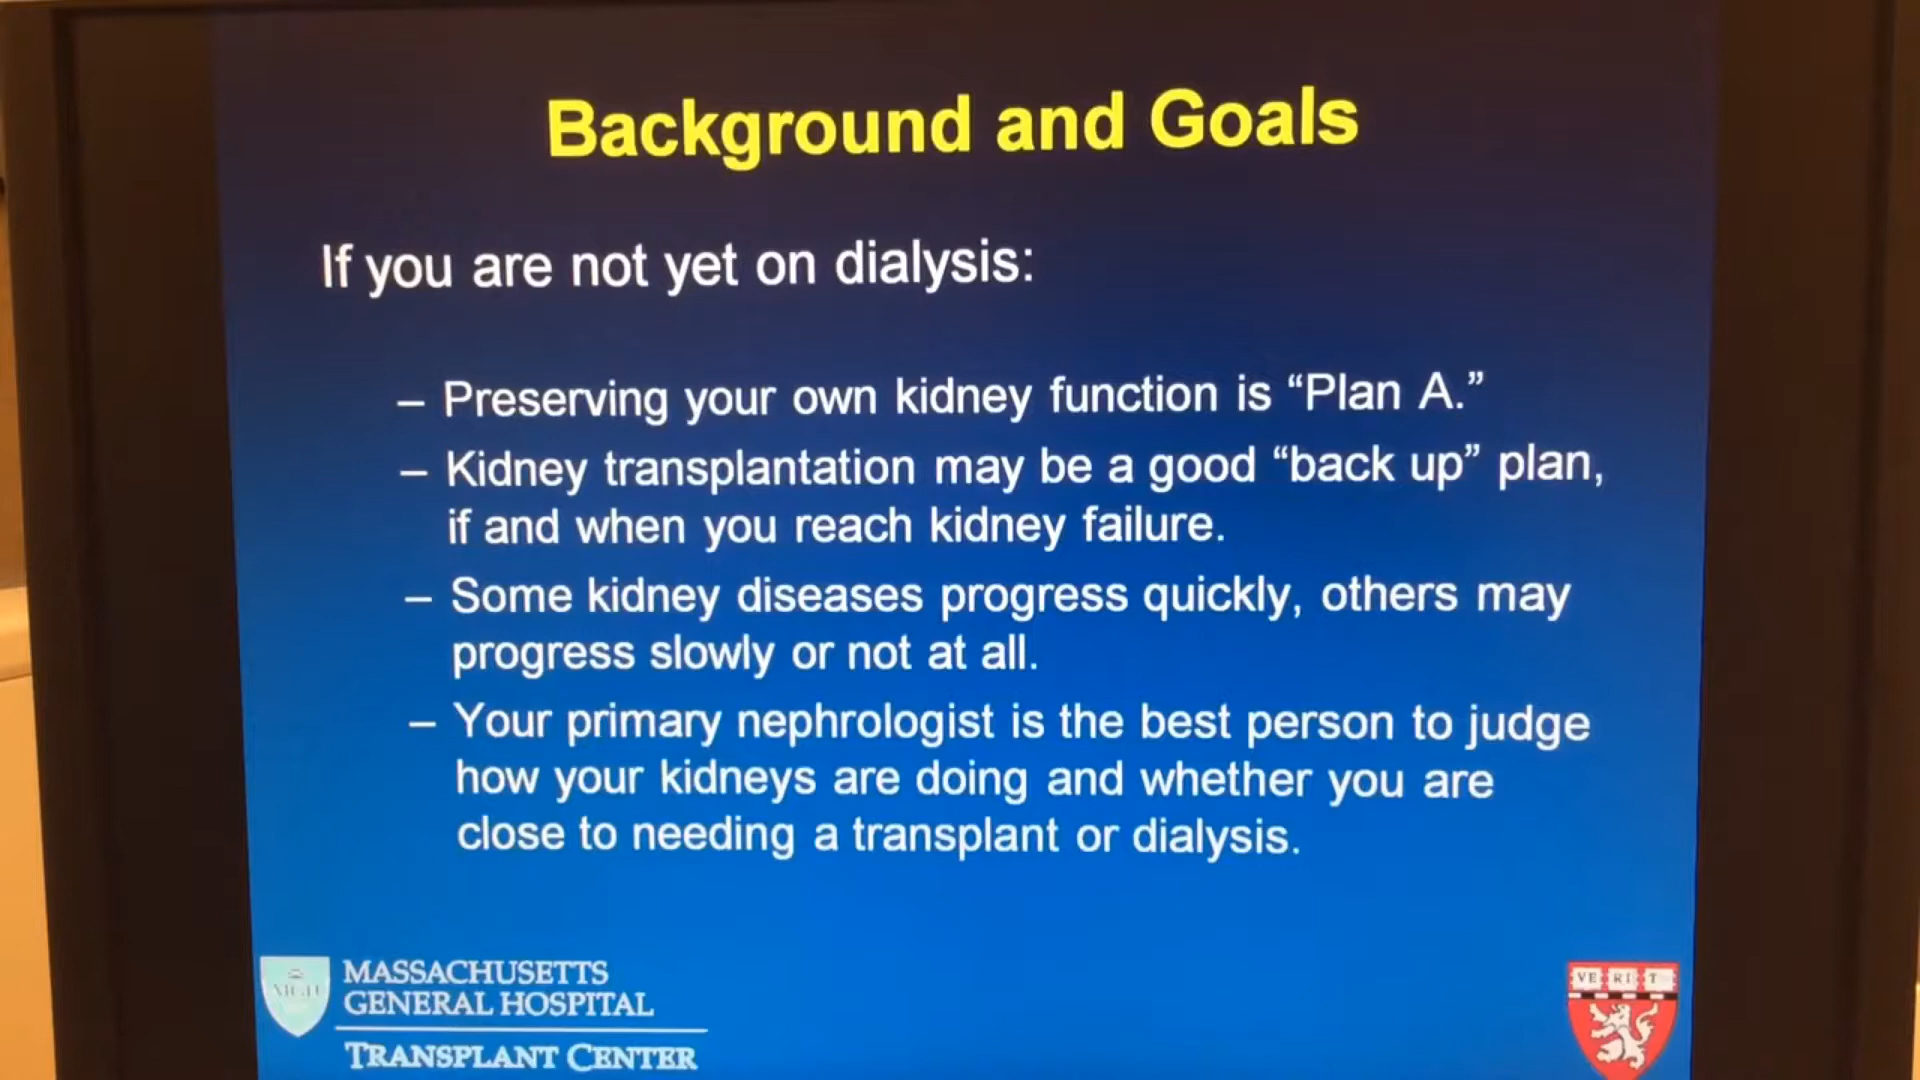 Background and Goals
If you are not yet on dialysis:
– Preserving your own kidney function is “Plan A.”
– Kidney transplantation may be a good “back up” plan,
if and when you reach kidney failure.
– Some kidney diseases progress quickly, others may
progress slowly or not at all.
– Your primary nephrologist is the best person to judge
how your kidneys are doing and whether you are
close to needing a transplant or dialysis.
MGH
MASSACHUSETTS
GENERAL HOSPITAL
TRANSPLANT CENTER
VE RI T